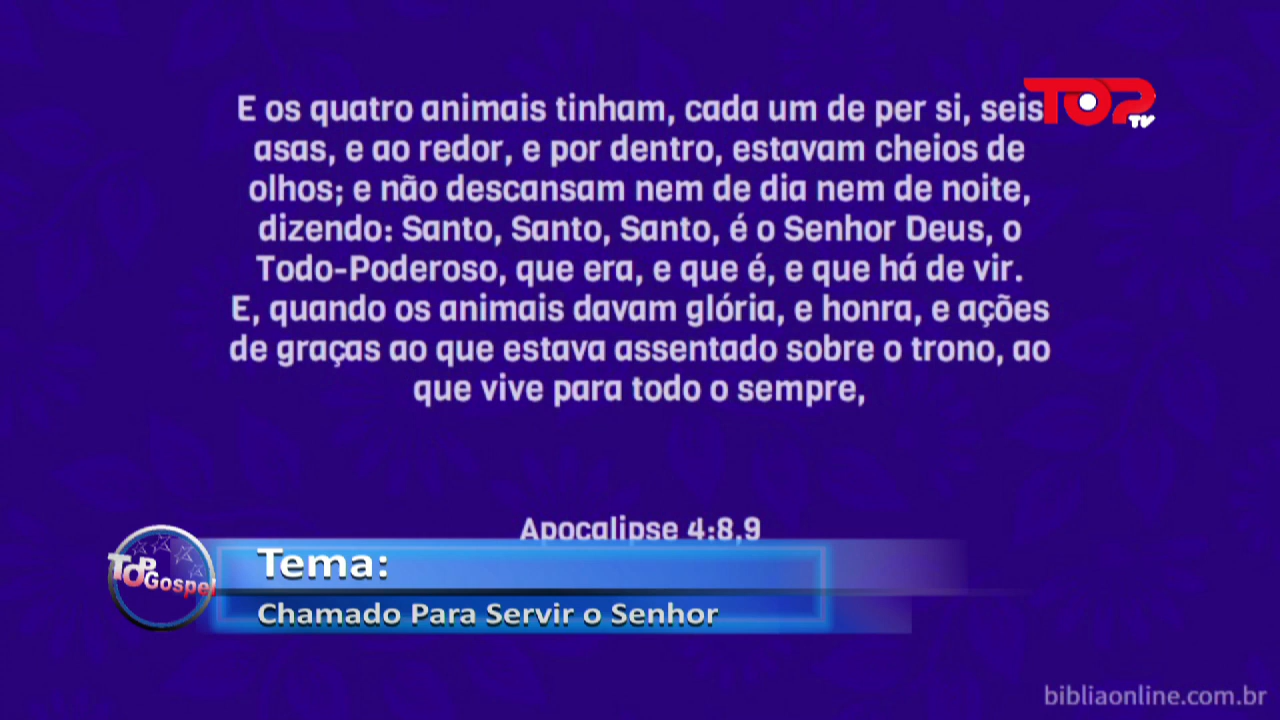 E os quatro animais tinham, cada um de per si, seis
TOP
TV
asas, e ao redor, e por dentro, estavam cheios de
olhos; e não descansam nem de dia nem de noite,
dizendo: Santo, Santo, Santo, é o Senhor Deus, o
Todo-Poderoso, que era, e que é, e que há de vir.
E, quando os animais davam glória, e honra, e ações
de graças ao que estava assentado sobre o trono, ao
que vive para todo o sempre,
Apocalipse 4:8,9
TOP
Gospel
Tema:
Chamado Para Servir o Senhor
bibliaonline.com.br